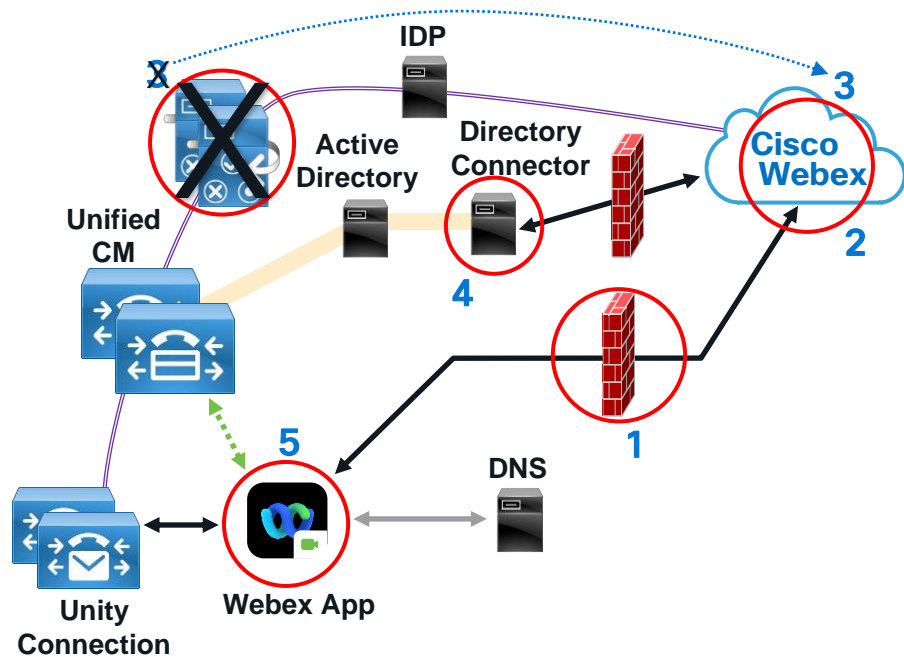 IDP
3
X
3
Directory
Connector
Active
Directory
Cisco
Webex
Unified
CM
2
4
1
5
DNS
Webex App
Unity
Connection